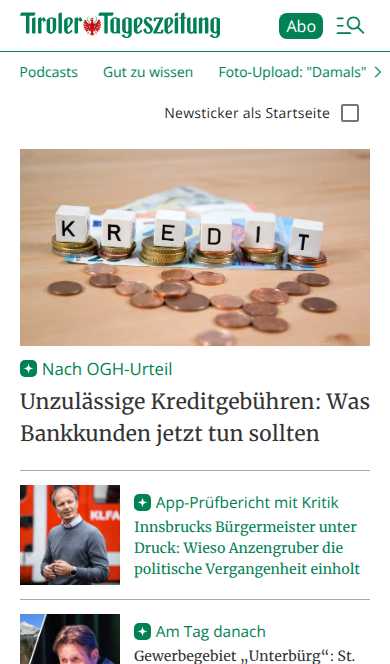 Tiroler Tageszeitung
Abo
Podcasts Gut zu wissen Foto-Upload: "Damals"
Newsticker als Startseite
K R E D I T
Nach OGH-Urteil
Unzulässige Kreditgebühren: Was
Bankkunden jetzt tun sollten
KLFA
App-Prüfbericht mit Kritik
Innsbrucks Bürgermeister unter
Druck: Wieso Anzengruber die
politische Vergangenheit einholt
Am Tag danach
Gewerbegebiet „Unterbürg“: St.